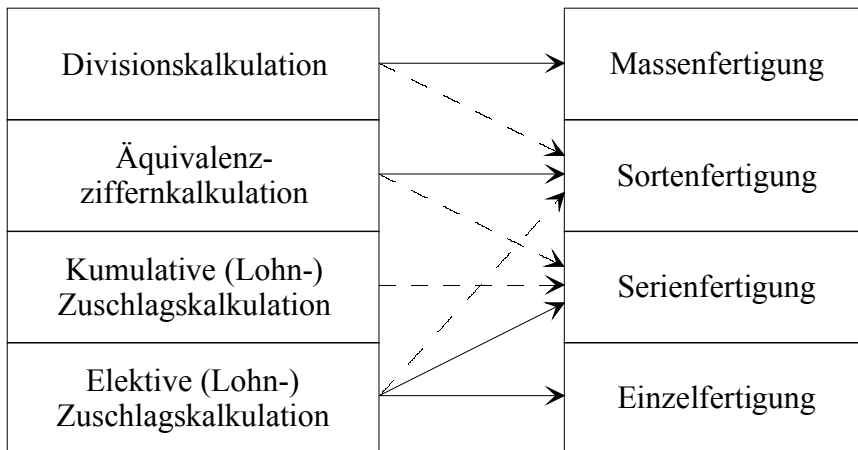 Divisionskalkulation
Massenfertigung
Äquivalenz-
ziffernkalkulation
Sortenfertigung
Kumulative (Lohn-)
Zuschlagskalkulation
Serienfertigung
Elektive (Lohn-)
Zuschlagskalkulation
Einzelfertigung